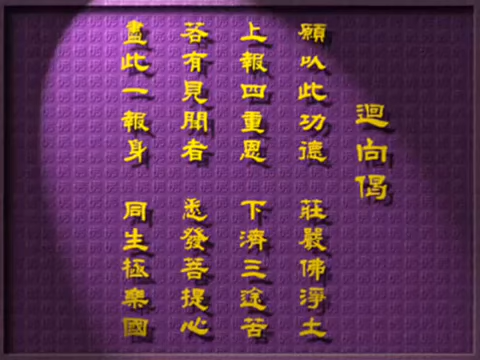 迴向偈
願以此功德 莊嚴佛淨土
上報四重恩 下濟三途苦
若有見聞者 悉發菩提心
盡此一報身 同生極樂國